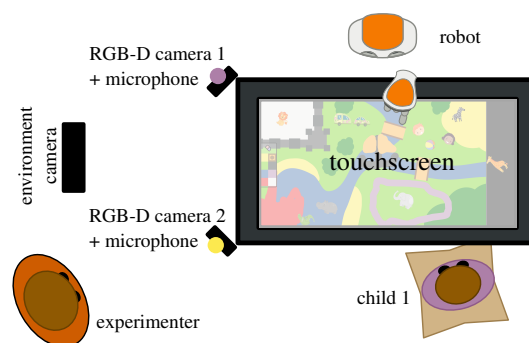 robot
RGB-D camera 1
+ microphone
environment
camera
touchscreen
RGB-D camera 2
+ microphone
child 1
experimenter